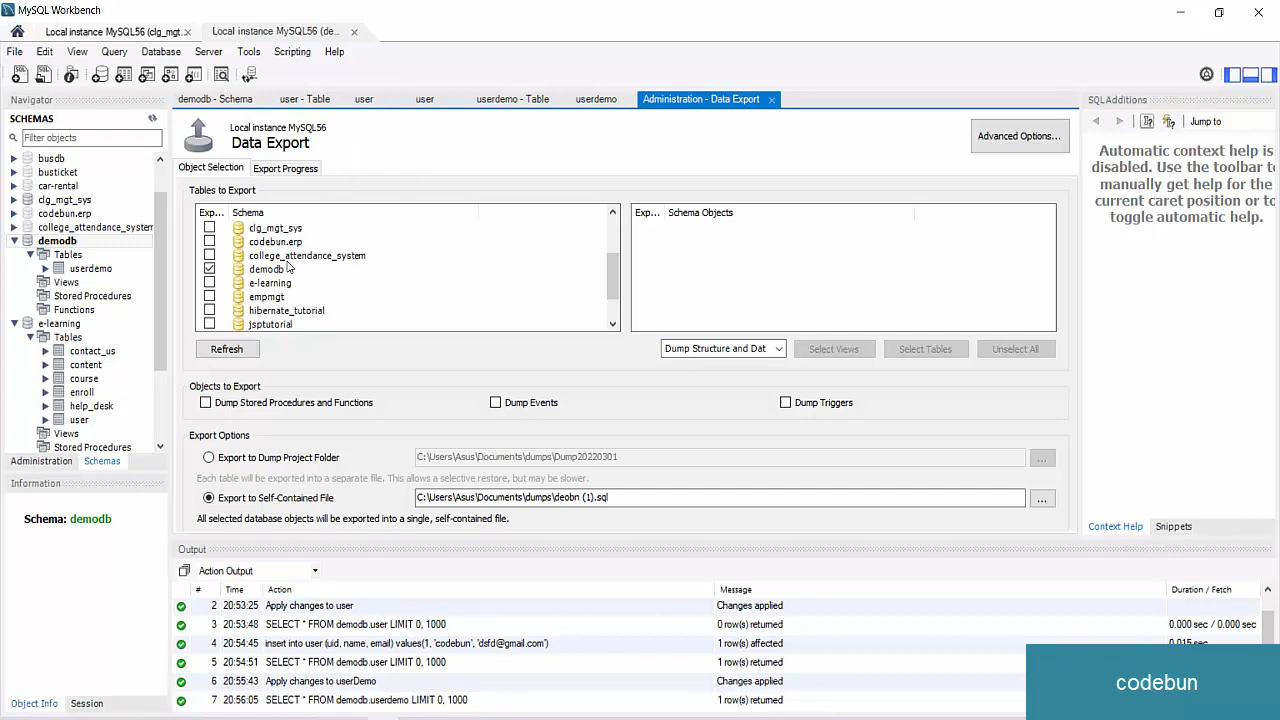 MySQL Workbench
Local instance MySQL56 (clg_mgt. ×
Local instance MySQL56 (de... ×
File Edit View Query Database Server Tools Scripting Help
Navigator
SCHEMAS
Filter objects
busdb
busticket
car-rental
clg_mgt_sys
codebun.erp
college_attendance_system
demodb
Tables
userdemo
Views
Stored Procedures
Functions
e-learning
Tables
contact_us
content
course
enroll
help_desk
user
Views
Stored Procedures
Administration Schemas
Information
Schema: demodb
Object Info Session
demodb - Schema user - Table user user userdemo - Table userdemo Administration - Data Export ×
Local instance MySQL56
Data Export
Advanced Options...
Object Selection Export Progress
Tables to Export
Exp... Schema
clg_mgt_sys
codebun.erp
college_attendance_system
demodb
e-learning
empmgt
hibernate_tutorial
jsptutorial
Exp... Schema Objects
Refresh
Dump Structure and Dat
Select Views Select Tables Unselect All
Objects to Export
Dump Stored Procedures and Functions Dump Events Dump Triggers
Export Options
Export to Dump Project Folder C:\Users\Asus\Documents\dumps\Dump20220301 ...
Each table will be exported into a separate file. This allows a selective restore, but may be slower.
Export to Self-Contained File C:\Users\Asus\Documents\dumps\deobn (1).sql ...
All selected database objects will be exported into a single, self-contained file.
Output
Action Output
# Time Action Message Duration / Fetch
2 20:53:25 Apply changes to user Changes applied
3 20:53:48 SELECT * FROM demodb.user LIMIT 0, 1000 0 row(s) returned 0.000 sec / 0.000 sec
4 20:54:45 insert into user (uid, name, email) values(1, 'codebun', 'dsfd@gmail.com') 1 row(s) affected 0.015 sec
5 20:54:51 SELECT * FROM demodb.user LIMIT 0, 1000 1 row(s) returned
6 20:55:43 Apply changes to userDemo Changes applied
7 20:56:05 SELECT * FROM demodb.userdemo LIMIT 0, 1000 1 row(s) returned
SQLAdditions
Jump to
Automatic context help is
disabled. Use the toolbar to
manually get help for the
current caret position or to
toggle automatic help.
Context Help Snippets
codebun